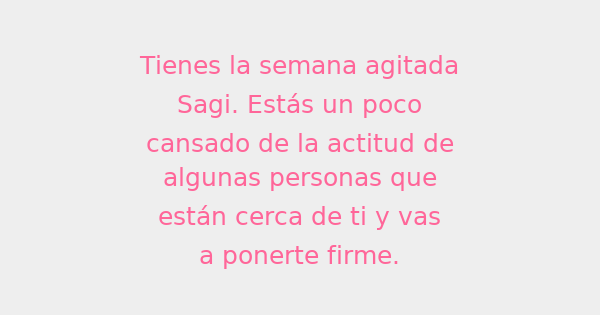 Tienes la semana agitada
Sagi. Estás un poco
cansado de la actitud de
algunas personas que
están cerca de ti y vas
a ponerte firme.